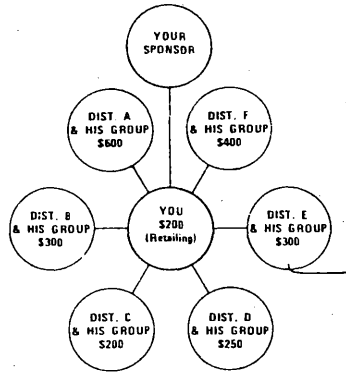 YOUR
SPONSOR
DIST. A
& HIS GROUP
$600
DIST. F
& HIS GROUP
$400
DIST. B
& HIS GROUP
$300
YOU
$200
(Retailing)
DIST. E
& HIS GROUP
$300
DIST. C
& HIS GROUP
$200
DIST. D
& HIS GROUP
$250